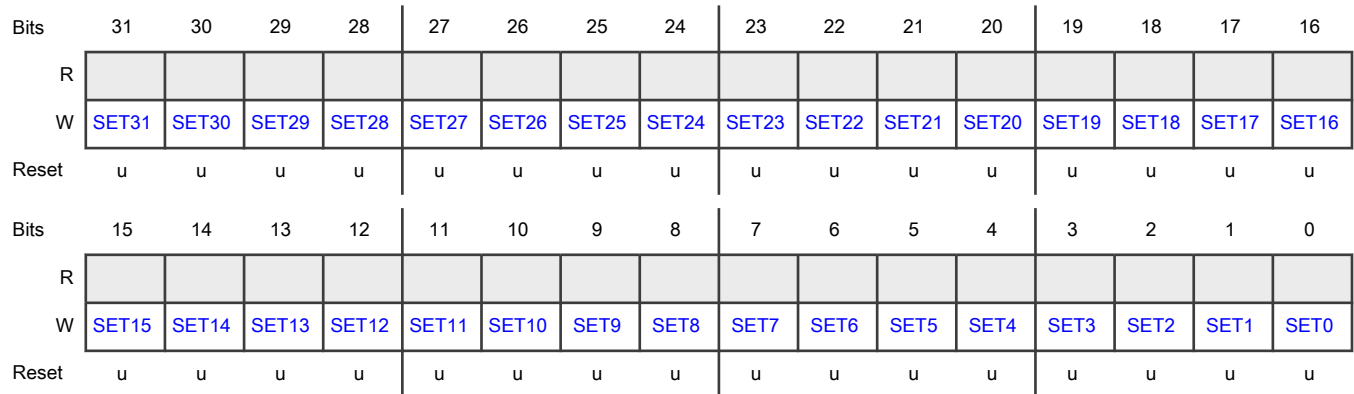 Bits 31 30 29 28 27 26 25 24 23 22 21 20 19 18 17 16
R
W SET31 SET30 SET29 SET28 SET27 SET26 SET25 SET24 SET23 SET22 SET21 SET20 SET19 SET18 SET17 SET16
Reset u u u u u u u u u u u u u u u u
Bits 15 14 13 12 11 10 9 8 7 6 5 4 3 2 1 0
R
W SET15 SET14 SET13 SET12 SET11 SET10 SET9 SET8 SET7 SET6 SET5 SET4 SET3 SET2 SET1 SET0
Reset u u u u u u u u u u u u u u u u